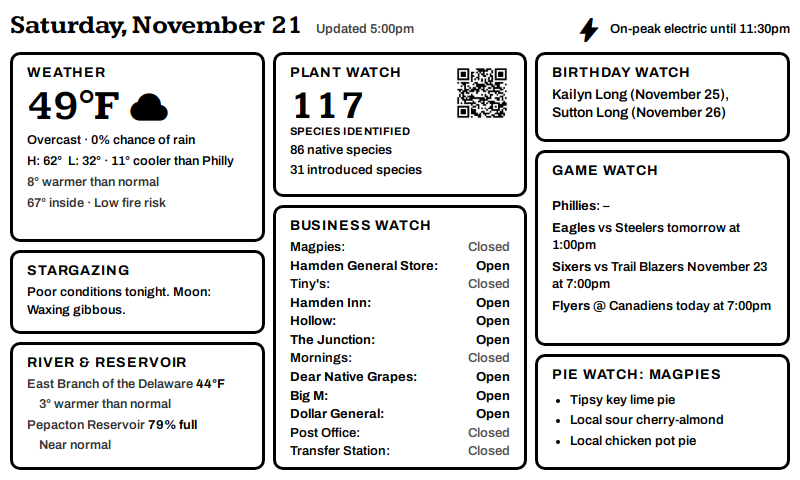 Saturday, November 21
Updated 5:00pm
On-peak electric until 11:30pm
WEATHER
49°F
Overcast · 0% chance of rain
H: 62° L: 32° · 11° cooler than Philly
8° warmer than normal
67° inside · Low fire risk
STARGAZING
Poor conditions tonight. Moon:
Waxing gibbous.
RIVER & RESERVOIR
East Branch of the Delaware 44°F
3° warmer than normal
Pepacton Reservoir 79% full
Near normal
PLANT WATCH
117
SPECIES IDENTIFIED
86 native species
31 introduced species
BUSINESS WATCH
Magpies: Closed
Hamden General Store: Open
Tiny's: Closed
Hamden Inn: Open
Hollow: Open
The Junction: Open
Mornings: Closed
Dear Native Grapes: Open
Big M: Open
Dollar General: Open
Post Office: Closed
Transfer Station: Closed
BIRTHDAY WATCH
Kailyn Long (November 25),
Sutton Long (November 26)
GAME WATCH
Phillies: –
Eagles vs Steelers tomorrow at
1:00pm
Sixers vs Trail Blazers November 23
at 7:00pm
Flyers @ Canadiens today at 7:00pm
PIE WATCH: MAGPIES
• Tipsy key lime pie
• Local sour cherry-almond
• Local chicken pot pie